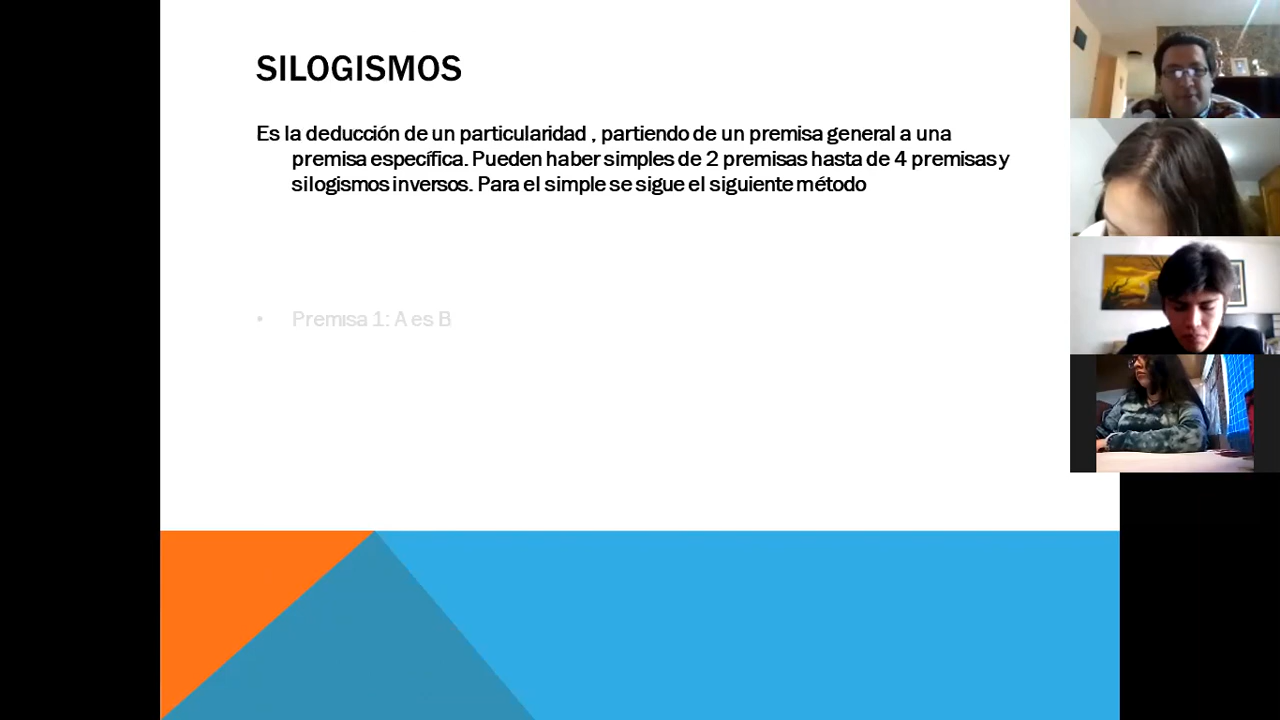 SILOGISMOS
Es la deducción de un particularidad , partiendo de un premisa general a una
premisa específica. Pueden haber simples de 2 premisas hasta de 4 premisas y
silogismos inversos. Para el simple se sigue el siguiente método
• Premisa 1: A es B